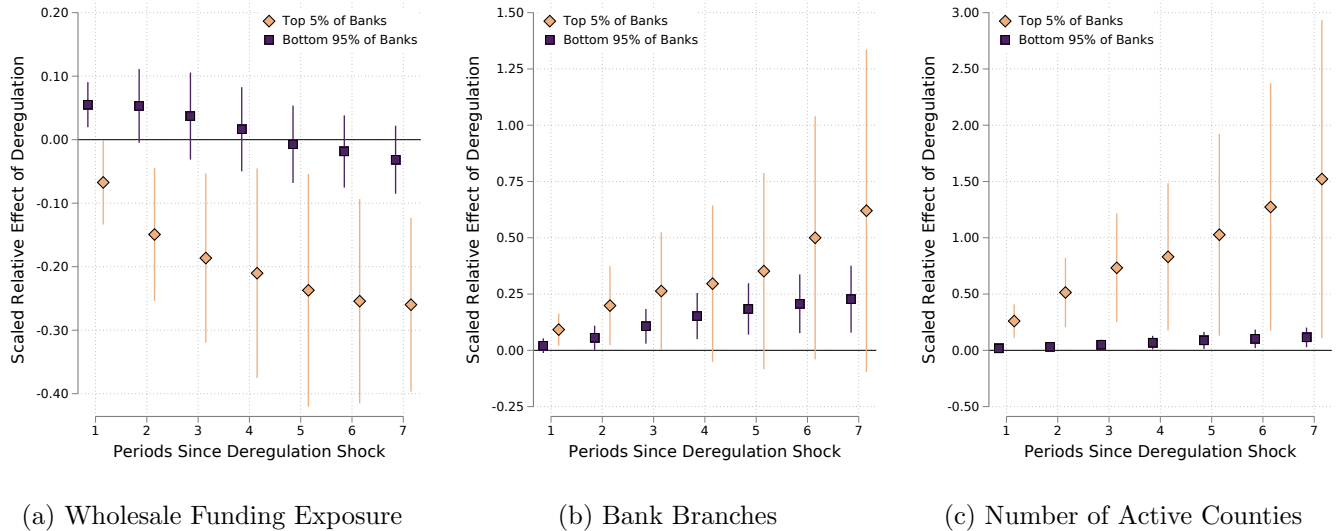 Top 5% of Banks
Bottom 95% of Banks
Scaled Relative Effect of Deregulation
0.20
0.10
0.00
-0.10
-0.20
-0.30
-0.40
1 2 3 4 5 6 7
Periods Since Deregulation Shock
(a) Wholesale Funding Exposure
Top 5% of Banks
Bottom 95% of Banks
Scaled Relative Effect of Deregulation
1.50
1.25
1.00
0.75
0.50
0.25
0.00
-0.25
1 2 3 4 5 6 7
Periods Since Deregulation Shock
(b) Bank Branches
Top 5% of Banks
Bottom 95% of Banks
Scaled Relative Effect of Deregulation
3.00
2.50
2.00
1.50
1.00
0.50
0.00
-0.50
1 2 3 4 5 6 7
Periods Since Deregulation Shock
(c) Number of Active Counties